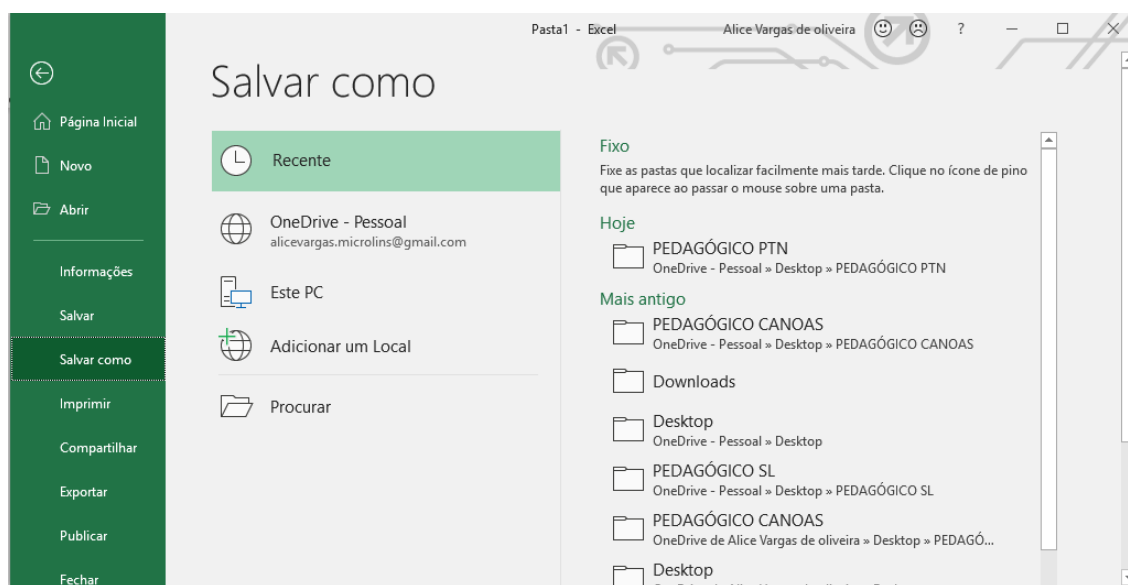 Pasta1 - Excel
Alice Vargas de oliveira
?
Salvar como
Página Inicial
Novo
Abrir
Informações
Salvar
Salvar como
Imprimir
Compartilhar
Exportar
Publicar
Fechar
Recente
OneDrive - Pessoal
alicevargas.microlins@gmail.com
Este PC
Adicionar um Local
Procurar
Fixo
Fixe as pastas que localizar facilmente mais tarde. Clique no ícone de pino
que aparece ao passar o mouse sobre uma pasta.
Hoje
PEDAGÓGICO PTN
OneDrive - Pessoal » Desktop » PEDAGÓGICO PTN
Mais antigo
PEDAGÓGICO CANOAS
OneDrive - Pessoal » Desktop » PEDAGÓGICO CANOAS
Downloads
Desktop
OneDrive - Pessoal » Desktop
PEDAGÓGICO SL
OneDrive - Pessoal » Desktop » PEDAGÓGICO SL
PEDAGÓGICO CANOAS
OneDrive de Alice Vargas de oliveira » Desktop » PEDAGÓ...
Desktop